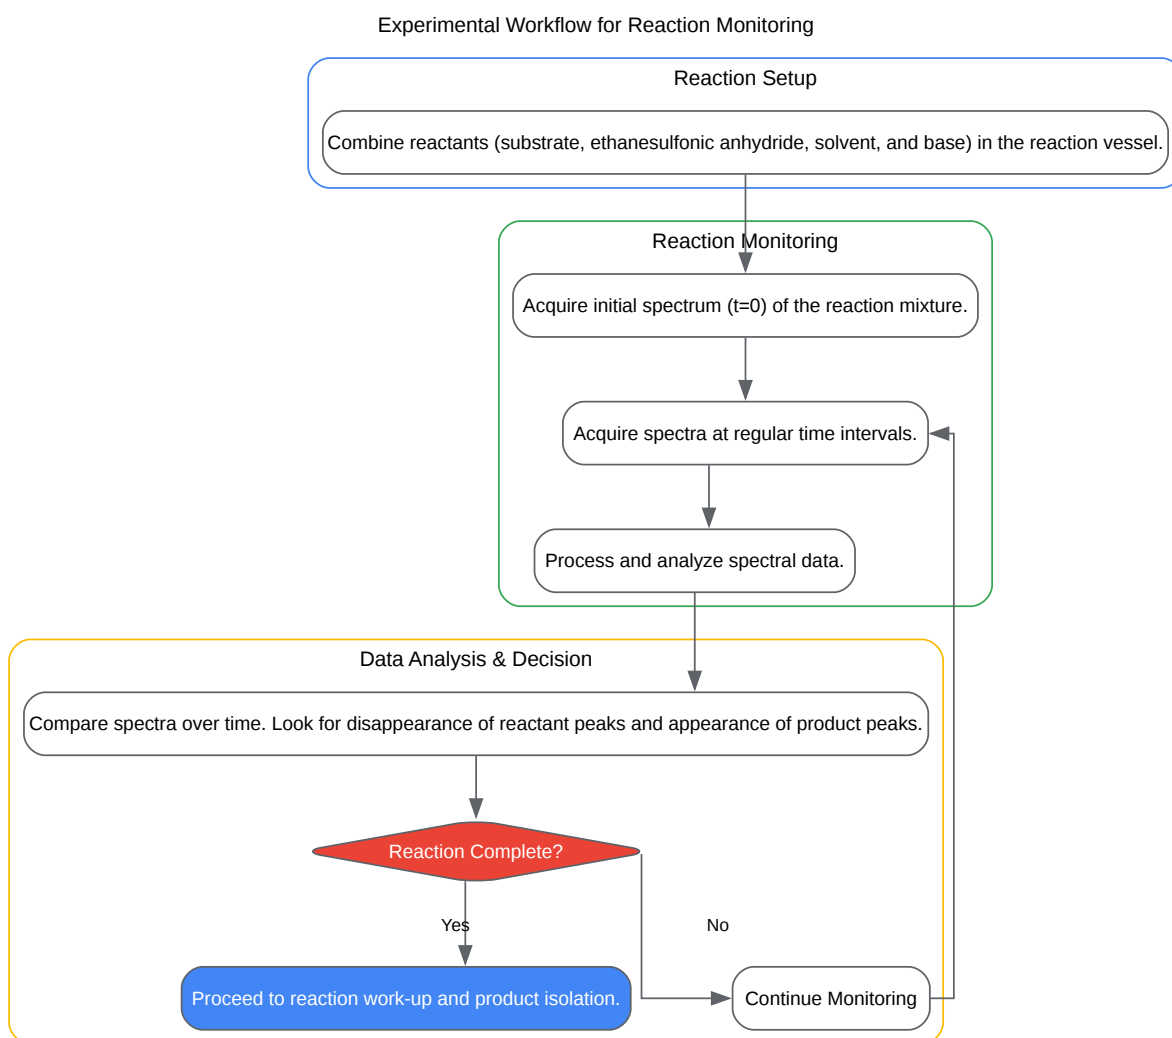 Experimental Workflow for Reaction Monitoring
Reaction Setup
Combine reactants (substrate, ethanesulfonic anhydride, solvent, and base) in the reaction vessel.
Reaction Monitoring
Acquire initial spectrum (t=0) of the reaction mixture.
Acquire spectra at regular time intervals.
Process and analyze spectral data.
Data Analysis & Decision
Compare spectra over time. Look for disappearance of reactant peaks and appearance of product peaks.
Reaction Complete?
Yes
No
Proceed to reaction work-up and product isolation.
Continue Monitoring